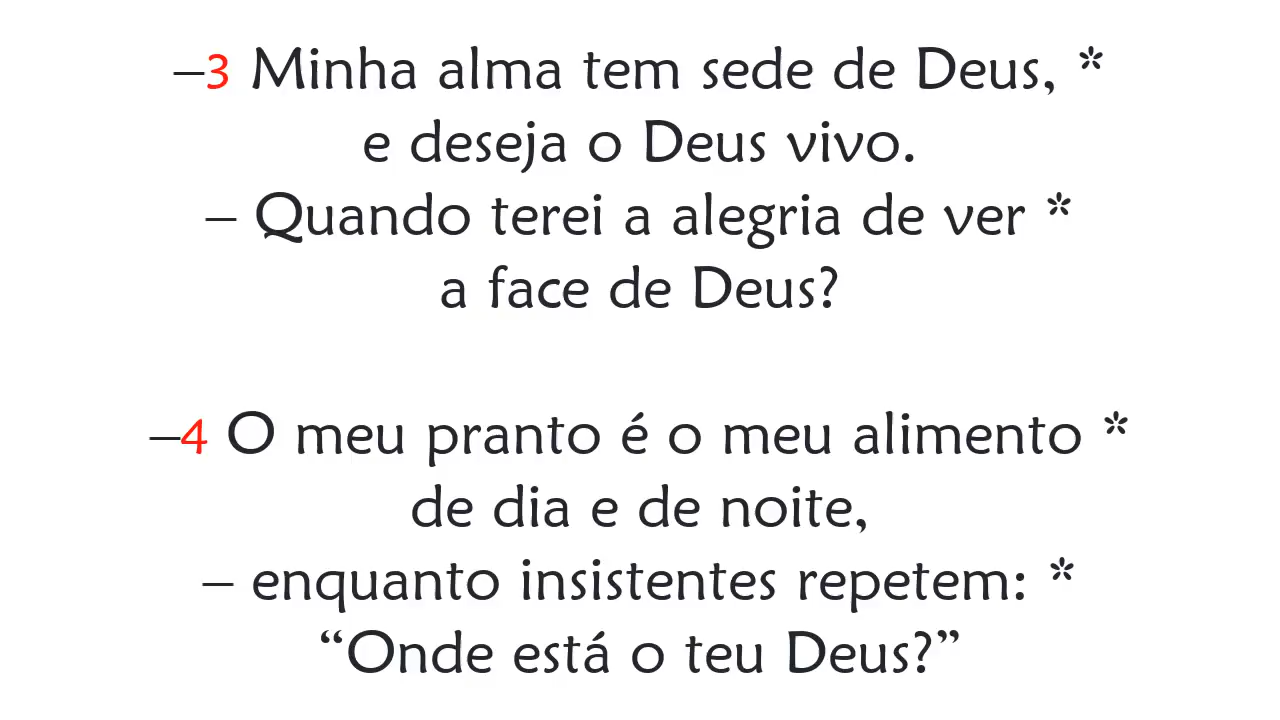 –3 Minha alma tem sede de Deus, *
e deseja o Deus vivo.
– Quando terei a alegria de ver *
a face de Deus?
–4 O meu pranto é o meu alimento *
de dia e de noite,
– enquanto insistentes repetem: *
“Onde está o teu Deus?”